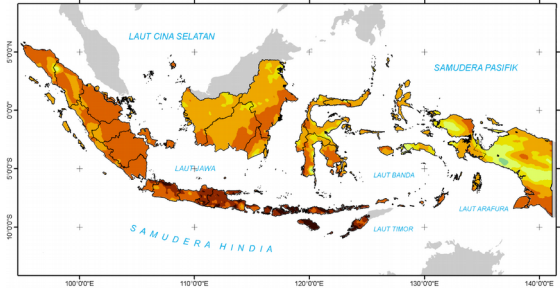 LAUT CINA SELATAN
SAMUDERA PASIFIK
LAUT JAWA
LAUT BANDA
LAUT ARAFURA
LAUT TIMOR
SAMUDERA HINDIA
5°0'0"N
0°0'0"
5°0'0"S
10°0'0"S
100°0'0"E
110°0'0"E
120°0'0"E
130°0'0"E
140°0'0"E